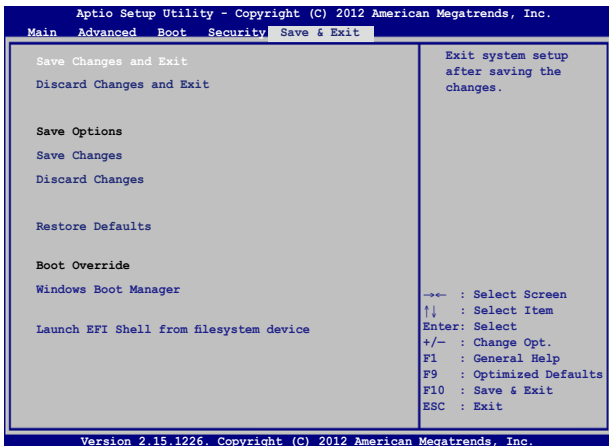 Aptio Setup Utility - Copyright (C) 2012 American Megatrends, Inc.
Main Advanced Boot Security Save & Exit
Save Changes and Exit
Discard Changes and Exit
Save Options
Save Changes
Discard Changes
Restore Defaults
Boot Override
Windows Boot Manager
Launch EFI Shell from filesystem device
Exit system setup
after saving the
changes.
→← : Select Screen
↑↓ : Select Item
Enter: Select
+/— : Change Opt.
F1 : General Help
F9 : Optimized Defaults
F10 : Save & Exit
ESC : Exit
Version 2.15.1226. Copyright (C) 2012 American Megatrends, Inc.